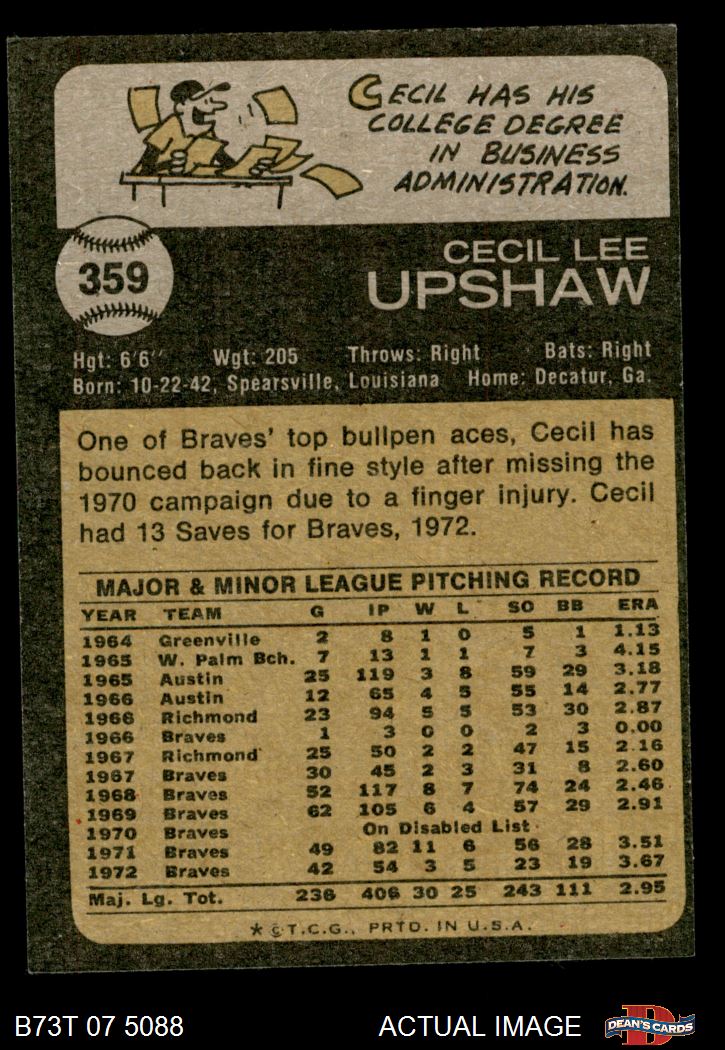 CECIL HAS HIS
COLLEGE DEGREE
IN BUSINESS
ADMINISTRATION.
359
CECIL LEE
UPSHAW
Hgt: 6'6" Wgt: 205 Throws: Right Bats: Right
Born: 10-22-42, Spearsville, Louisiana Home: Decatur, Ga.
One of Braves' top bullpen aces, Cecil has
bounced back in fine style after missing the
1970 campaign due to a finger injury. Cecil
had 13 Saves for Braves, 1972.
MAJOR & MINOR LEAGUE PITCHING RECORD
YEAR TEAM G IP W L SO BB ERA
1964 Greenville 2 8 1 0 5 1 1.13
1965 W. Palm Bch. 7 13 1 1 7 3 4.15
1965 Austin 25 119 3 8 59 29 3.18
1966 Austin 12 65 4 5 55 14 2.77
1966 Richmond 23 94 5 5 53 30 2.87
1966 Braves 1 3 0 0 2 3 0.00
1967 Richmond 25 50 2 2 47 15 2.16
1967 Braves 30 45 2 3 31 8 2.60
1968 Braves 52 117 8 7 74 24 2.46
1969 Braves 62 105 6 4 57 29 2.91
1970 Braves On Disabled List
1971 Braves 49 82 11 6 56 28 3.51
1972 Braves 42 54 3 5 23 19 3.67
Maj. Lg. Tot. 236 406 30 25 243 111 2.95
★ © T.C.G., PRTD. IN U.S.A.
B73T 07 5088 ACTUAL IMAGE D DEAN'S CARDS